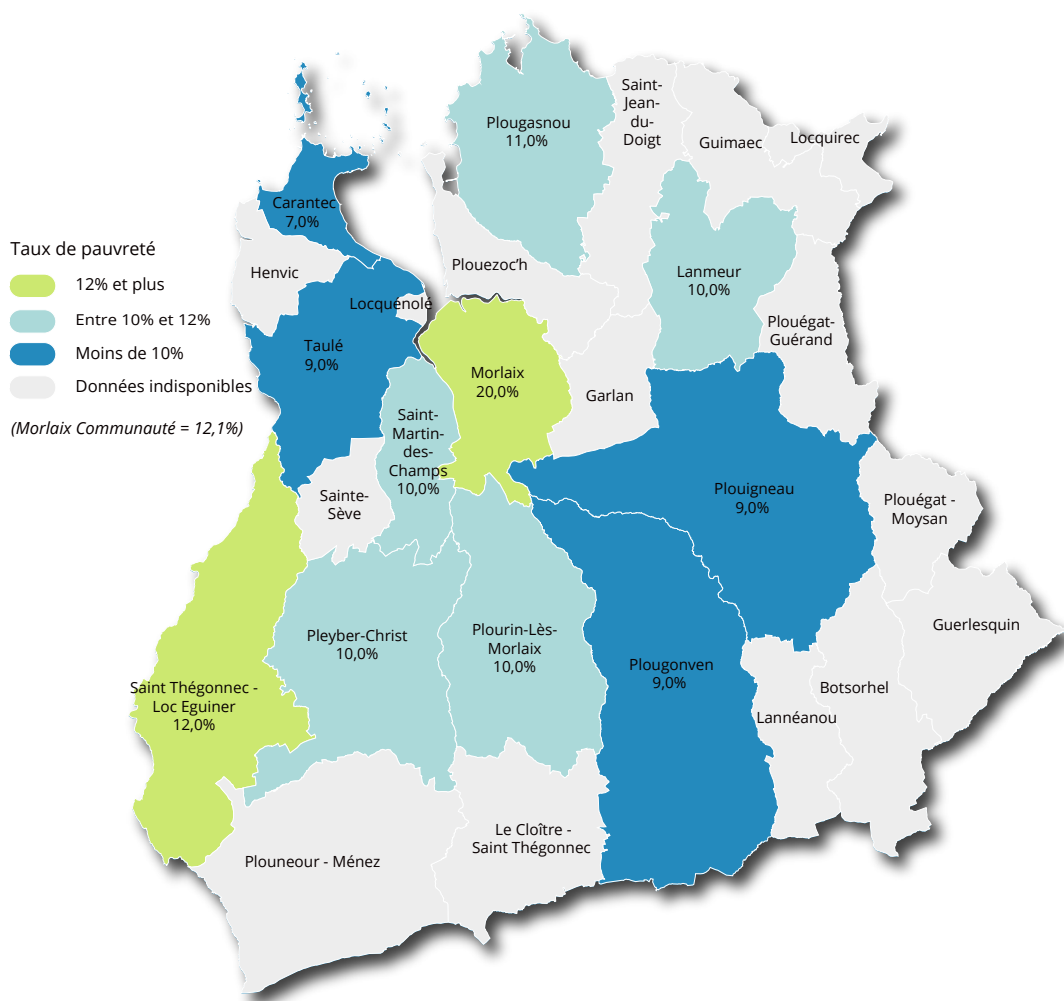 Plougasnou
11,0%
Saint-
Jean-
du-
Doigt
Guimaec
Locquirec
Carantec
7,0%
Taux de pauvreté
12% et plus
Entre 10% et 12%
Moins de 10%
Données indisponibles
(Morlaix Communauté = 12,1%)
Henvic
Plouezoc'h
Lanmeur
10,0%
Locquénolé
Taulé
9,0%
Plouégat-
Guérand
Morlaix
20,0%
Garlan
Saint-
Martin-
des-
Champs
10,0%
Sainte-
Sève
Plouigneau
9,0%
Plouégat -
Moysan
Guerlesquin
Pleyber-Christ
10,0%
Plourin-Lès-
Morlaix
10,0%
Plougonven
9,0%
Botsorhel
Lannéanou
Saint Thégonnec -
Loc Eguiner
12,0%
Le Cloître -
Saint Thégonnec
Plouneour - Ménez